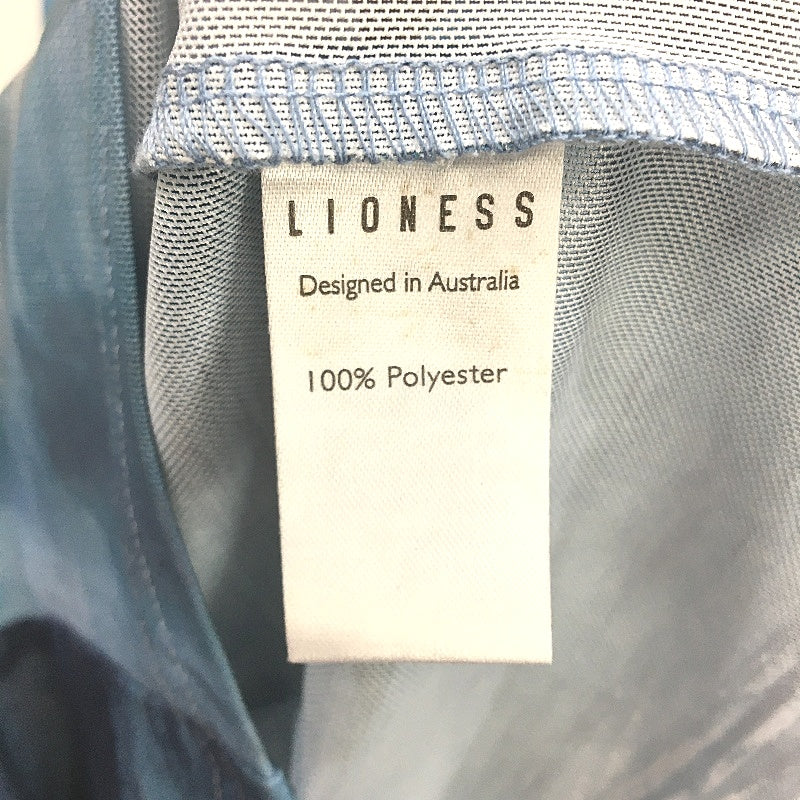 LIONESS
Designed in Australia
100% Polyester